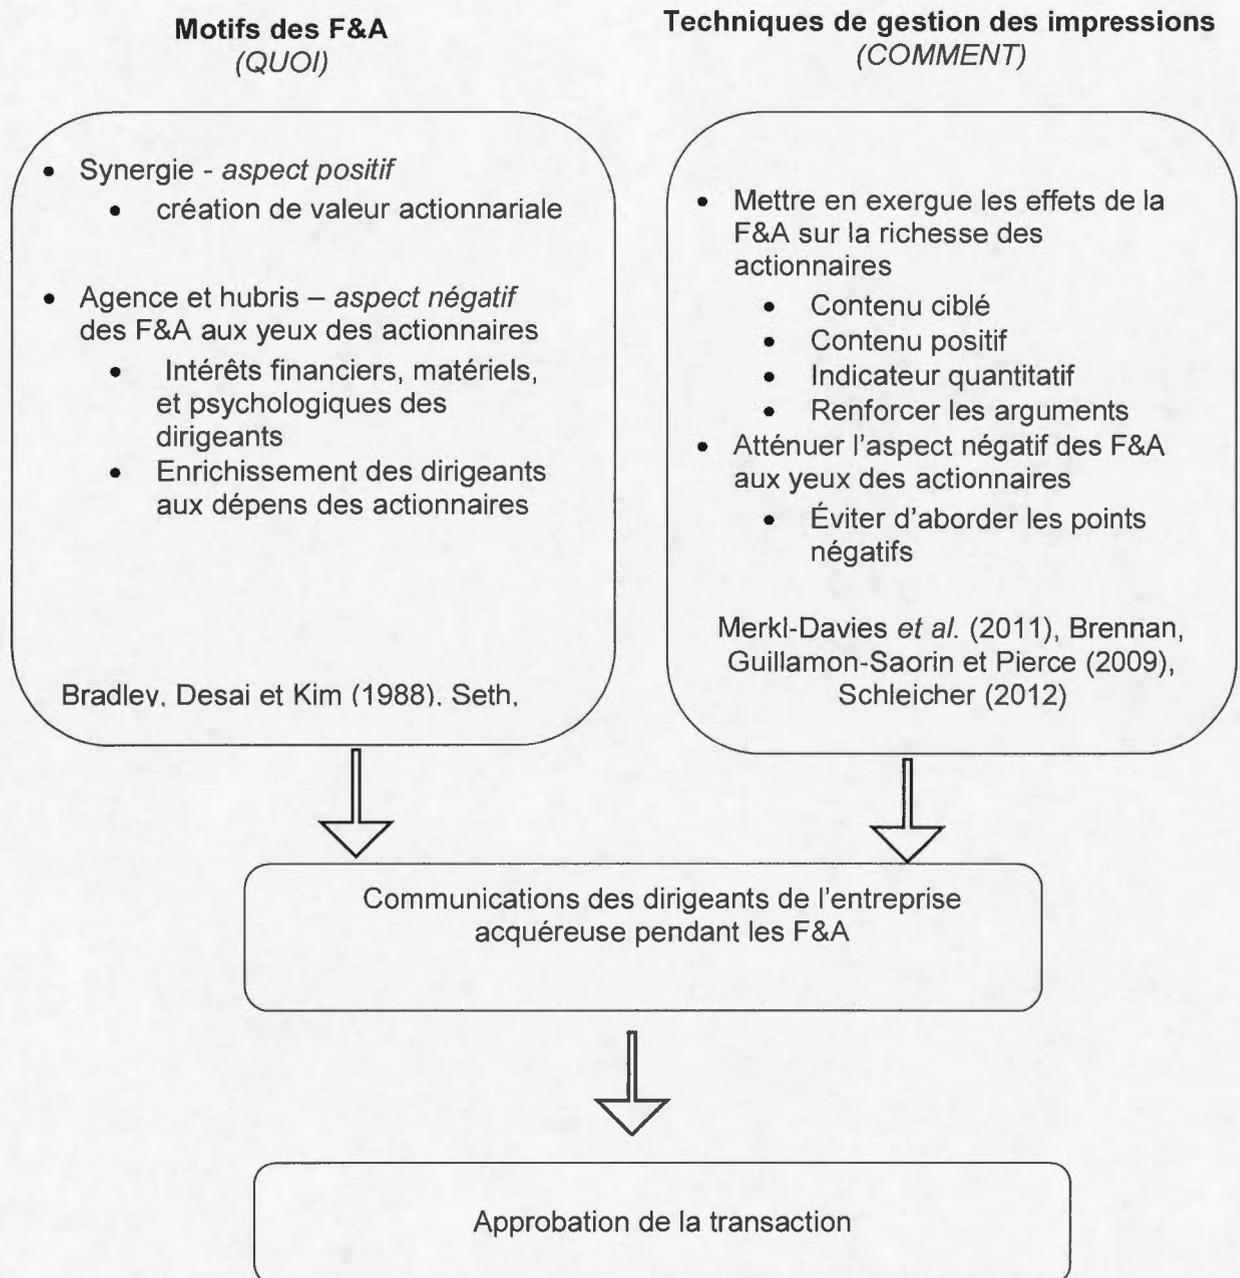 Motifs des F&A
(QUOI)
Techniques de gestion des impressions
(COMMENT)
• Synergie - aspect positif
• création de valeur actionnariale
• Agence et hubris – aspect négatif
des F&A aux yeux des actionnaires
• Intérêts financiers, matériels,
et psychologiques des
dirigeants
• Enrichissement des dirigeants
aux dépens des actionnaires
Bradley, Desai et Kim (1988), Seth,
• Mettre en exergue les effets de la
F&A sur la richesse des
actionnaires
• Contenu ciblé
• Contenu positif
• Indicateur quantitatif
• Renforcer les arguments
• Atténuer l'aspect négatif des F&A
aux yeux des actionnaires
• Éviter d'aborder les points
négatifs
Merkl-Davies et al. (2011), Brennan,
Guillamon-Saorin et Pierce (2009),
Schleicher (2012)
Communications des dirigeants de l'entreprise
acquéreuse pendant les F&A
Approbation de la transaction